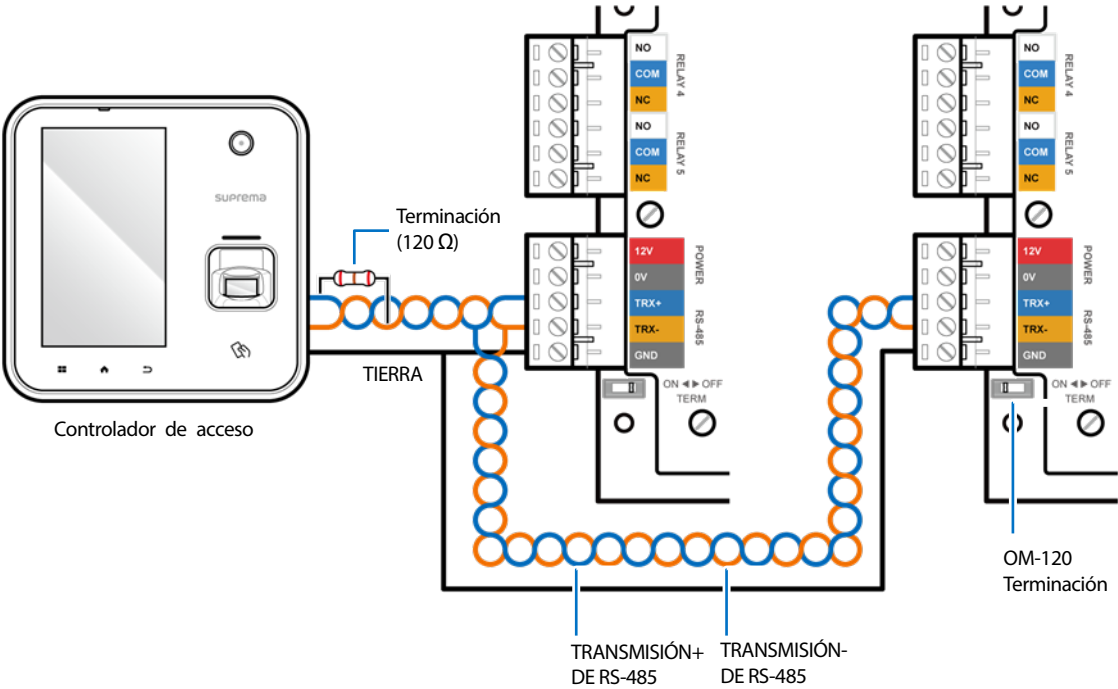 NO
COM
NC
RELAY 4
NO
COM
NC
RELAY 5
NO
COM
NC
RELAY 4
NO
COM
NC
RELAY 5
suprema
Terminación
(120 Ω)
12V
0V
POWER
TRX+
TRX-
GND
RS-485
12V
0V
POWER
TRX+
TRX-
GND
RS-485
TIERRA
ON ◀ ▶ OFF
TERM
ON ◀ ▶ OFF
TERM
Controlador de acceso
OM-120
Terminación
TRANSMISIÓN+
DE RS-485
TRANSMISIÓN-
DE RS-485